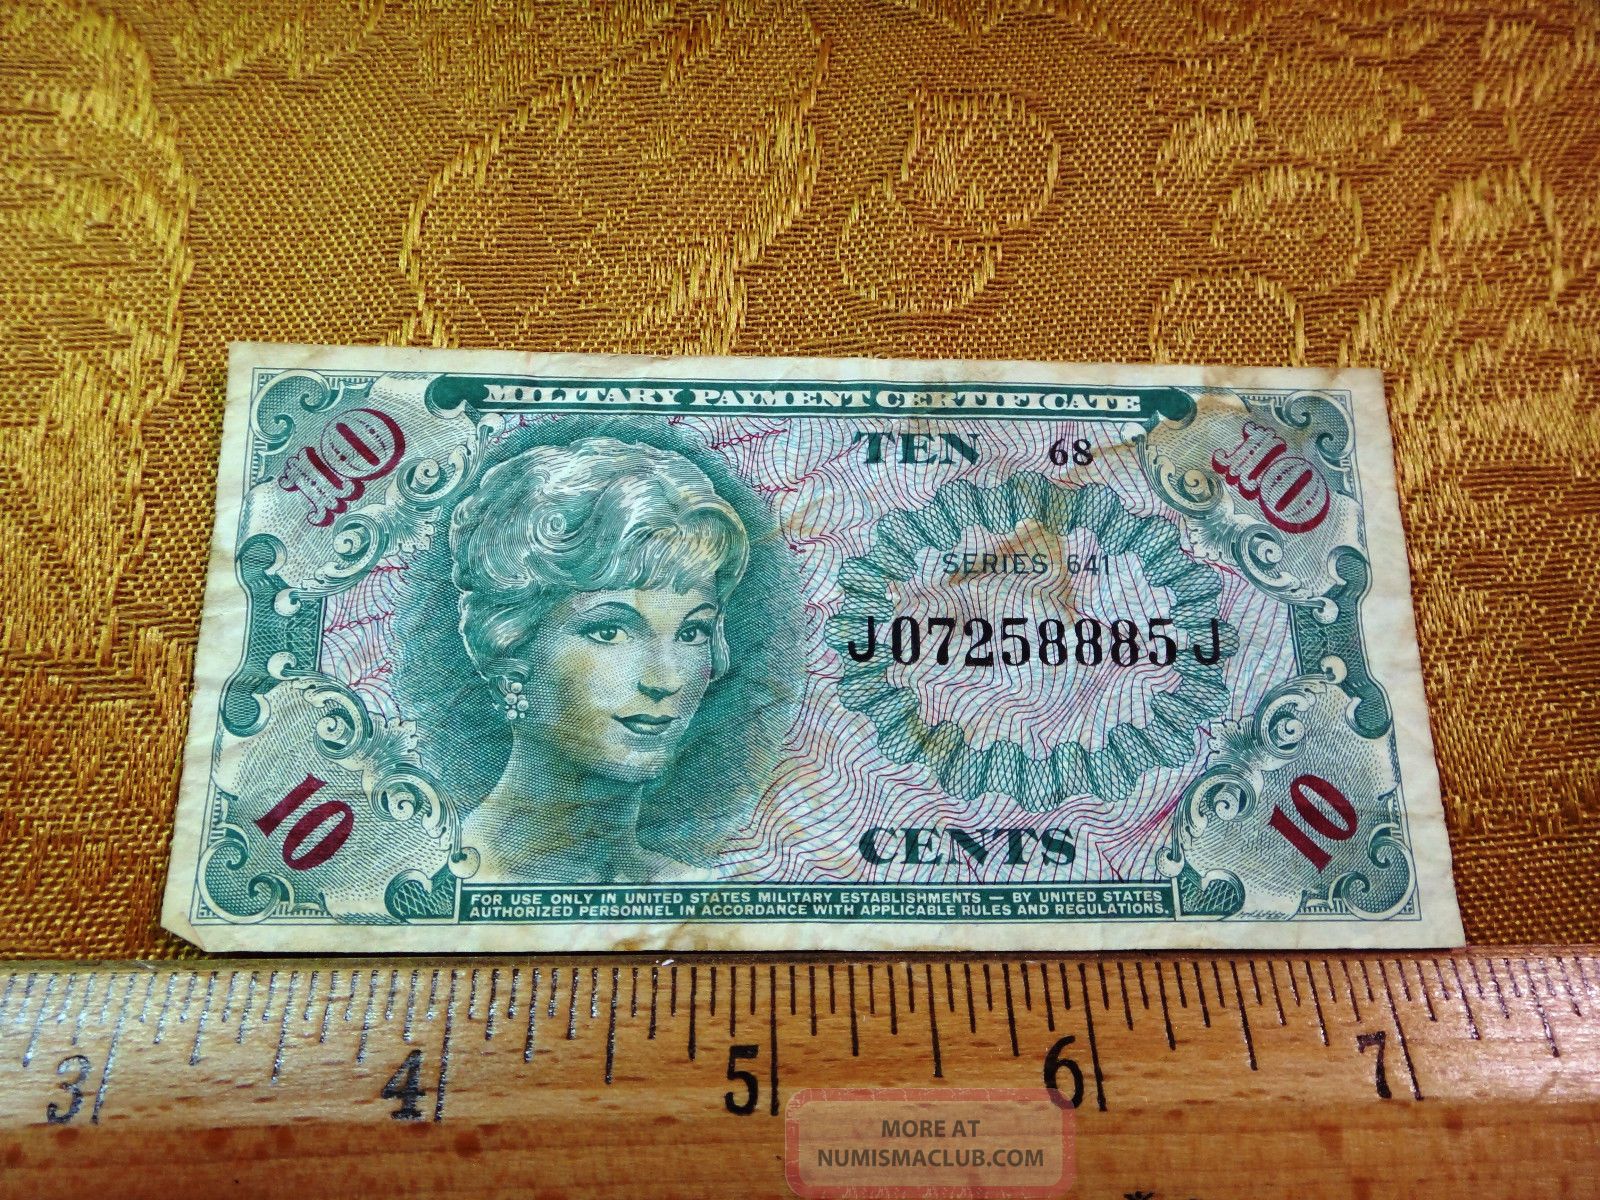 MILITARY PAYMENT CERTIFICATE
10 TEN 68 10
SERIES 641
J07258885J
10 CENTS 10
FOR USE ONLY IN UNITED STATES MILITARY ESTABLISHMENTS — BY UNITED STATES
AUTHORIZED PERSONNEL IN ACCORDANCE WITH APPLICABLE RULES AND REGULATIONS.
3 4 5 6 7
MORE AT
NUMISMACLUB.COM